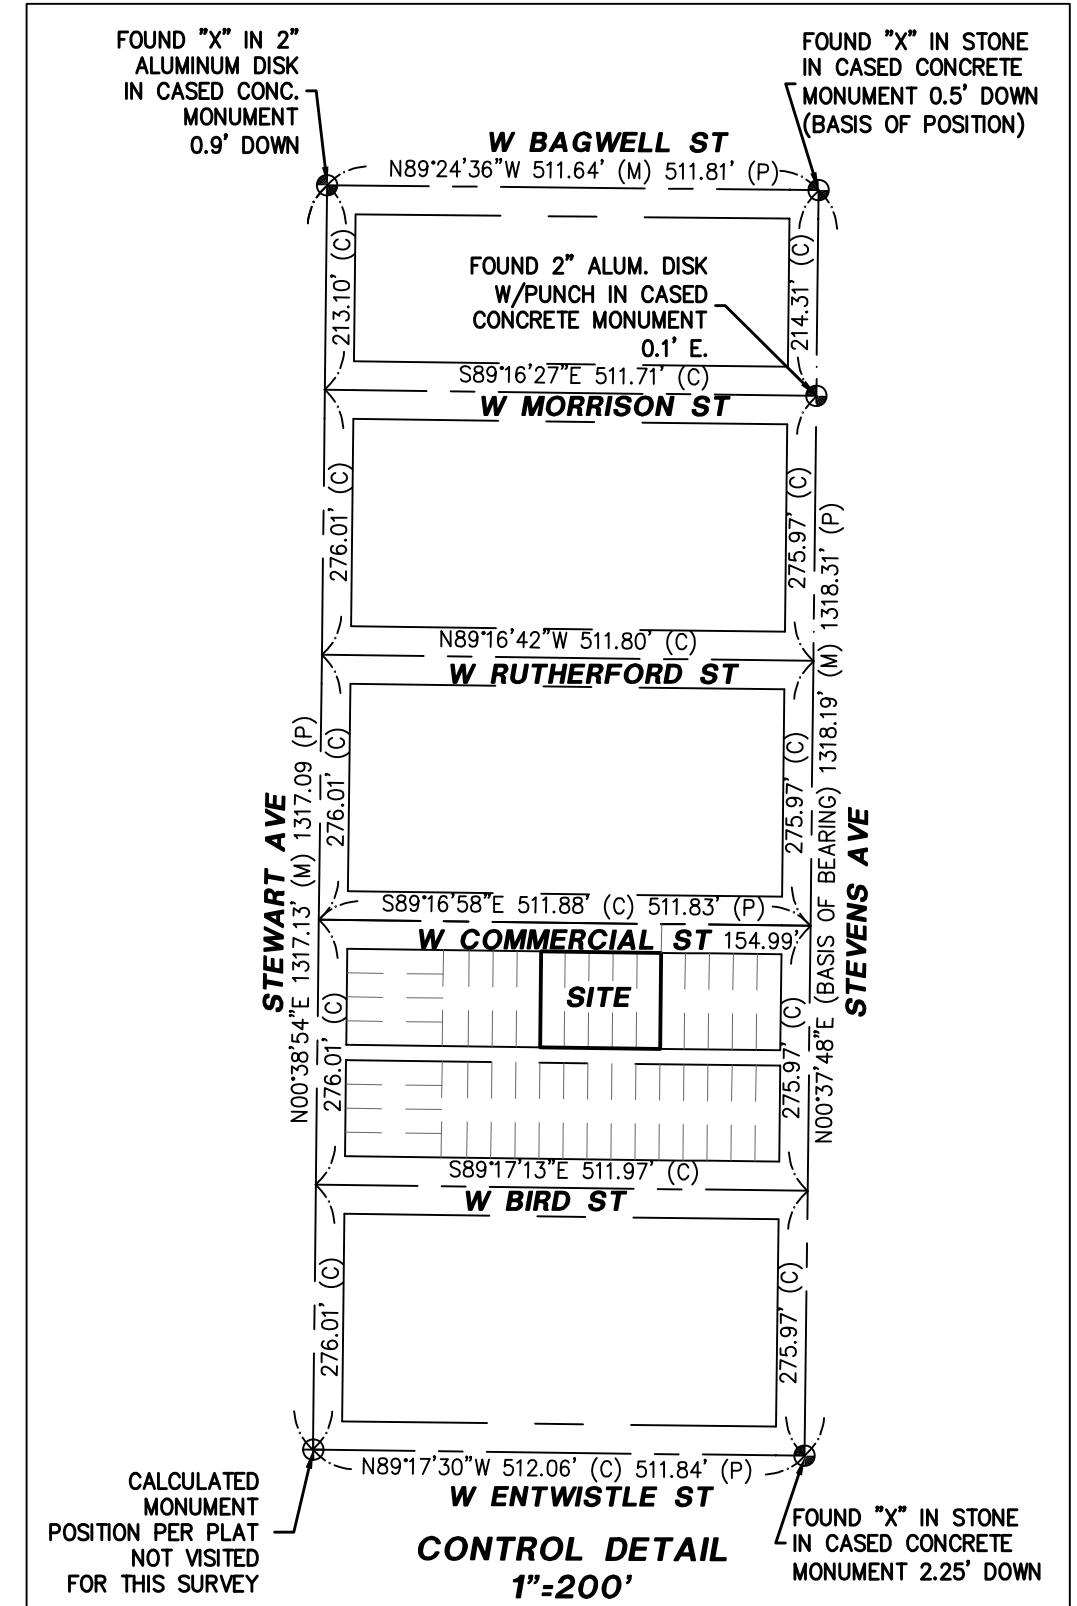 FOUND "X" IN 2"
ALUMINUM DISK
IN CASED CONC.
MONUMENT
0.9' DOWN
FOUND "X" IN STONE
IN CASED CONCRETE
MONUMENT 0.5' DOWN
(BASIS OF POSITION)
W BAGWELL ST
N89°24'36"W 511.64' (M) 511.81' (P)
213.10' (C)
214.31' (C)
FOUND 2" ALUM. DISK
W/PUNCH IN CASED
CONCRETE MONUMENT
0.1' E.
S89°16'27"E 511.71' (C)
W MORRISON ST
276.01' (C)
275.97' (C)
N89°16'42"W 511.80' (C)
W RUTHERFORD ST
276.01' (C)
275.97' (C)
STEWART AVE
N00°38'54"E 1317.13' (M) 1317.09 (P)
N00°37'48"E (BASIS OF BEARING) 1318.19' (M) 1318.31' (P)
STEVENS AVE
S89°16'58"E 511.88' (C) 511.83' (P)
W COMMERCIAL ST 154.99'
SITE
276.01' (C)
275.97' (C)
S89°17'13"E 511.97' (C)
W BIRD ST
276.01' (C)
275.97' (C)
N89°17'30"W 512.06' (C) 511.84' (P)
W ENTWISTLE ST
CALCULATED
MONUMENT
POSITION PER PLAT
NOT VISITED
FOR THIS SURVEY
FOUND "X" IN STONE
IN CASED CONCRETE
MONUMENT 2.25' DOWN
CONTROL DETAIL
1"=200'